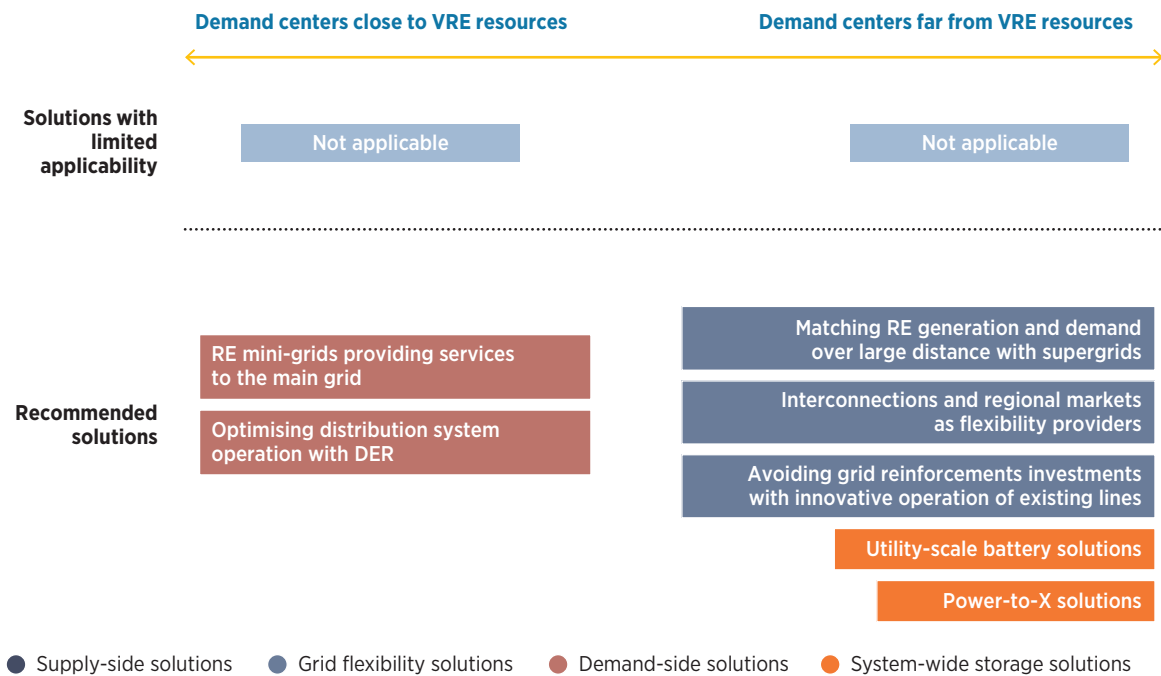 Demand centers close to VRE resources
Demand centers far from VRE resources
Solutions with
limited
applicability
Not applicable
Not applicable
Recommended
solutions
RE mini-grids providing services
to the main grid
Optimising distribution system
operation with DER
Matching RE generation and demand
over large distance with supergrids
Interconnections and regional markets
as flexibility providers
Avoiding grid reinforcements investments
with innovative operation of existing lines
Utility-scale battery solutions
Power-to-X solutions
Supply-side solutions
Grid flexibility solutions
Demand-side solutions
System-wide storage solutions